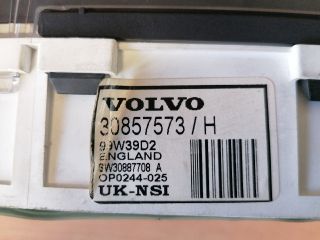 VOLVO
30857573 / H
99W39D2
ENGLAND
SW30887708 A
OP0244-025
UK-NSI